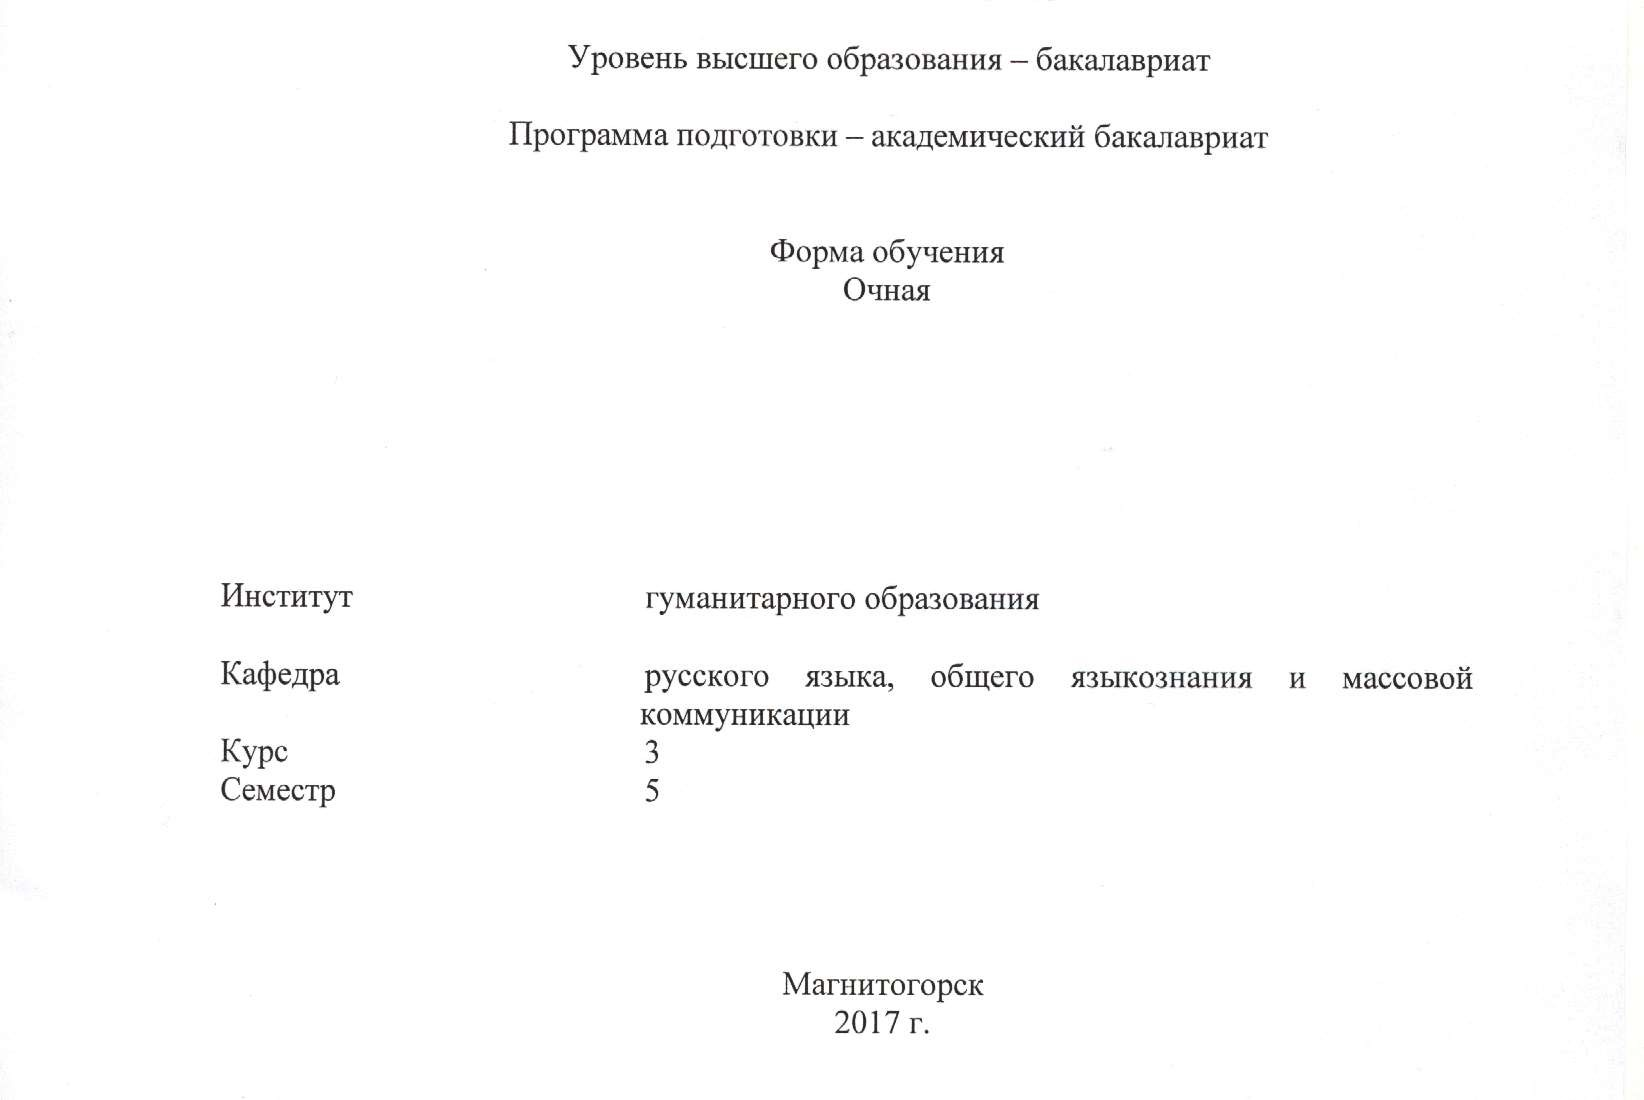 Уровень высшего образования – бакалавриат
Программа подготовки – академический бакалавриат
Форма обучения
Очная
Институт гуманитарного образования
Кафедра русского языка, общего языкознания и массовой
коммуникации
Курс 3
Семестр 5
Магнитогорск
2017 г.